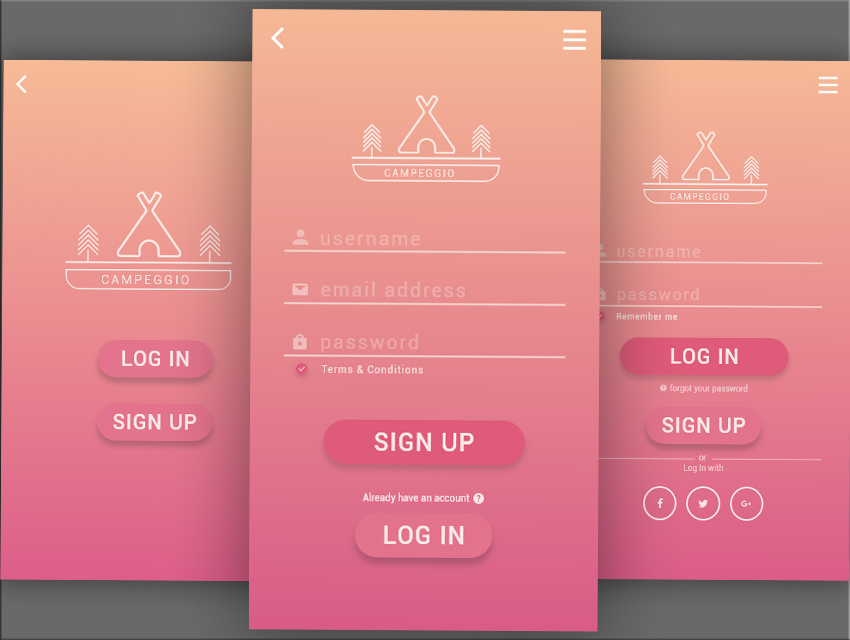 CAMPEGGIO
LOG IN
SIGN UP
CAMPEGGIO
username
email address
password
Terms & Conditions
SIGN UP
Already have an account ?
LOG IN
CAMPEGGIO
username
password
Remember me
LOG IN
? forgot your password
SIGN UP
or
Log In with
f
G+